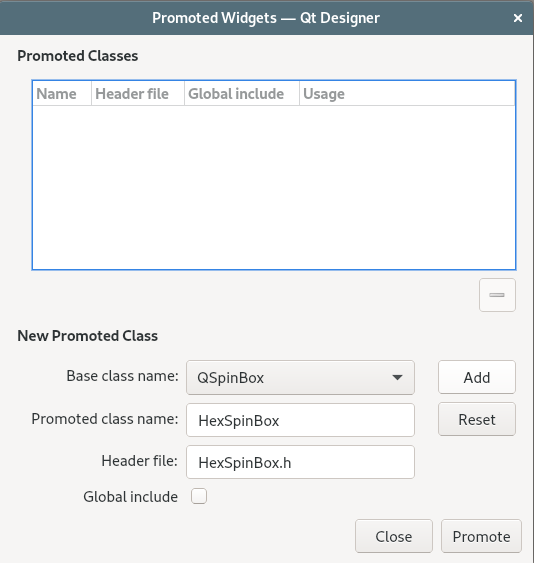 Promoted Widgets — Qt Designer
Promoted Classes
Name Header file Global include Usage
New Promoted Class
Base class name: QSpinBox Add
Promoted class name: HexSpinBox Reset
Header file: HexSpinBox.h
Global include
Close Promote